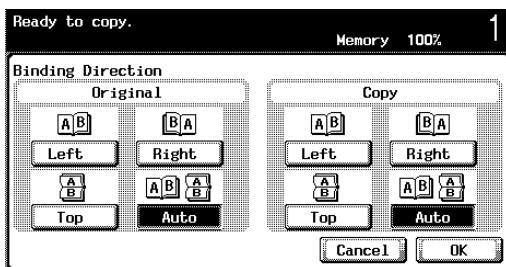 Ready to copy.
Memory 100% 1
Binding Direction
Original Copy
A B B A A B B A
Left Right Left Right
A B A B A B A B A B A B
Top Auto Top Auto
Cancel OK